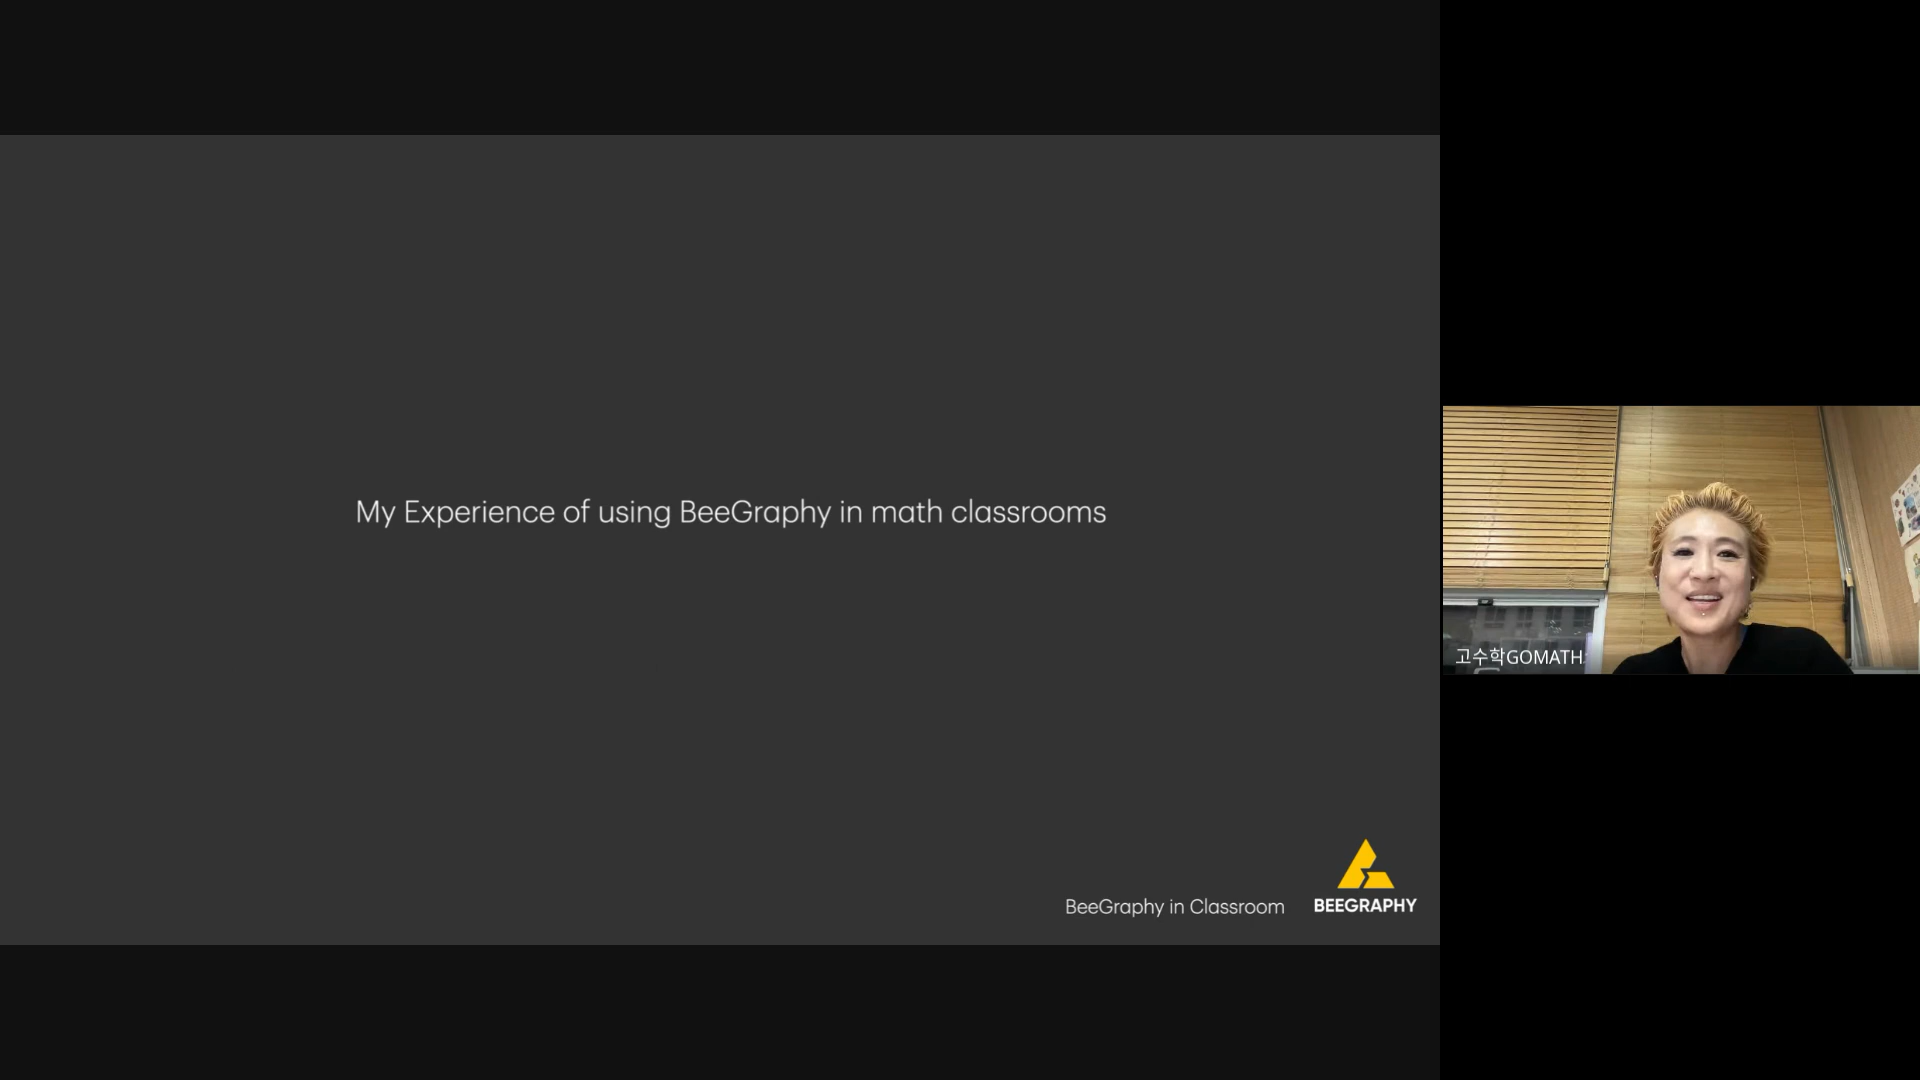 My Experience of using BeeGraphy in math classrooms
고수학GOMATH
BeeGraphy in Classroom
BEEGRAPHY